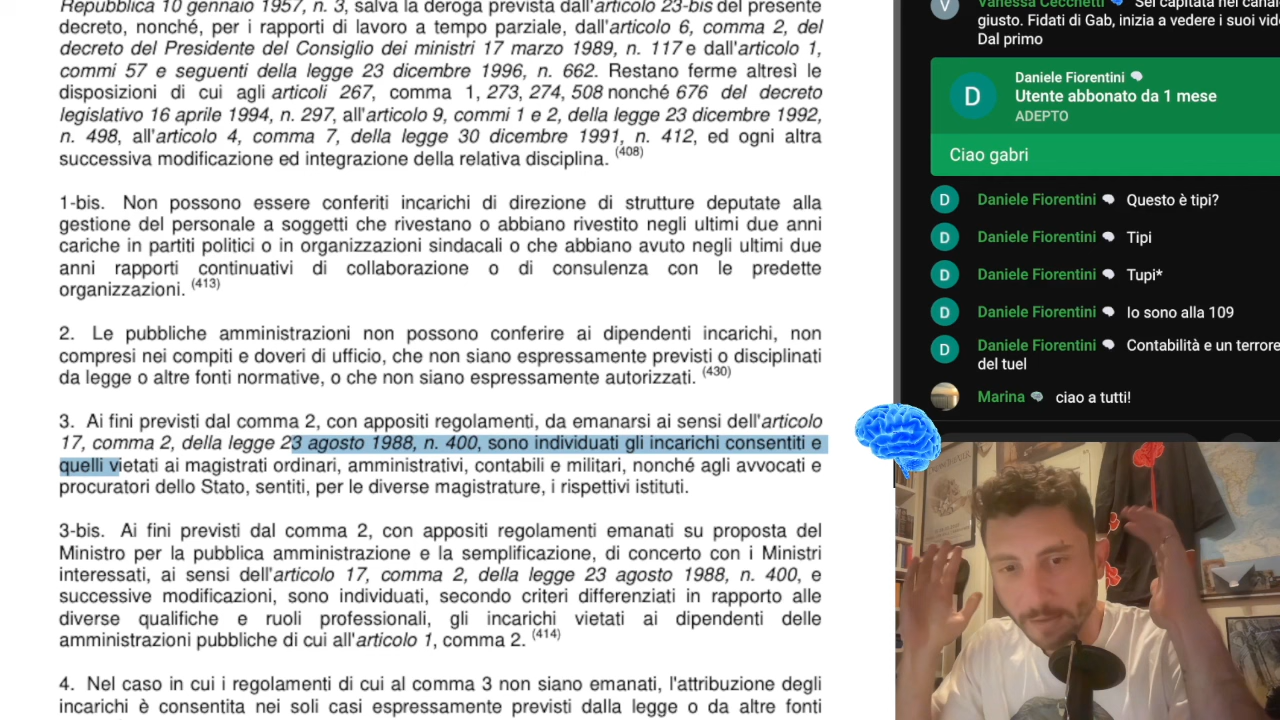 Repubblica 10 gennaio 1957, n. 3, salva la deroga prevista dall'articolo 23-bis del presente
decreto, nonché, per i rapporti di lavoro a tempo parziale, dall'articolo 6, comma 2, del
decreto del Presidente del Consiglio dei ministri 17 marzo 1989, n. 117 e dall'articolo 1,
commi 57 e seguenti della legge 23 dicembre 1996, n. 662. Restano ferme altresì le
disposizioni di cui agli articoli 267, comma 1, 273, 274, 508 nonché 676 del decreto
legislativo 16 aprile 1994, n. 297, all'articolo 9, commi 1 e 2, della legge 23 dicembre 1992,
n. 498, all'articolo 4, comma 7, della legge 30 dicembre 1991, n. 412, ed ogni altra
successiva modificazione ed integrazione della relativa disciplina. (408)
1-bis. Non possono essere conferiti incarichi di direzione di strutture deputate alla
gestione del personale a soggetti che rivestano o abbiano rivestito negli ultimi due anni
cariche in partiti politici o in organizzazioni sindacali o che abbiano avuto negli ultimi due
anni rapporti continuativi di collaborazione o di consulenza con le predette
organizzazioni. (413)
2. Le pubbliche amministrazioni non possono conferire ai dipendenti incarichi, non
compresi nei compiti e doveri di ufficio, che non siano espressamente previsti o disciplinati
da legge o altre fonti normative, o che non siano espressamente autorizzati. (430)
3. Ai fini previsti dal comma 2, con appositi regolamenti, da emanarsi ai sensi dell'articolo
17, comma 2, della legge 23 agosto 1988, n. 400, sono individuati gli incarichi consentiti e
quelli vietati ai magistrati ordinari, amministrativi, contabili e militari, nonché agli avvocati e
procuratori dello Stato, sentiti, per le diverse magistrature, i rispettivi istituti.
3-bis. Ai fini previsti dal comma 2, con appositi regolamenti emanati su proposta del
Ministro per la pubblica amministrazione e la semplificazione, di concerto con i Ministri
interessati, ai sensi dell'articolo 17, comma 2, della legge 23 agosto 1988, n. 400, e
successive modificazioni, sono individuati, secondo criteri differenziati in rapporto alle
diverse qualifiche e ruoli professionali, gli incarichi vietati ai dipendenti delle
amministrazioni pubbliche di cui all'articolo 1, comma 2. (414)
4. Nel caso in cui i regolamenti di cui al comma 3 non siano emanati, l'attribuzione degli
incarichi è consentita nei soli casi espressamente previsti dalla legge o da altre fonti
V Vanessa Cecchetti Sei capitata nel canale
giusto. Fidati di Gab, inizia a vedere i suoi
Dal primo
Daniele Fiorentini
D Utente abbonato da 1 mese
ADEPTO
Ciao gabri
D Daniele Fiorentini Questo è tipi?
D Daniele Fiorentini Tipi
D Daniele Fiorentini Tupi*
D Daniele Fiorentini Io sono alla 109
D Daniele Fiorentini Contabilità e un terrore
del tuel
Marina ciao a tutti!